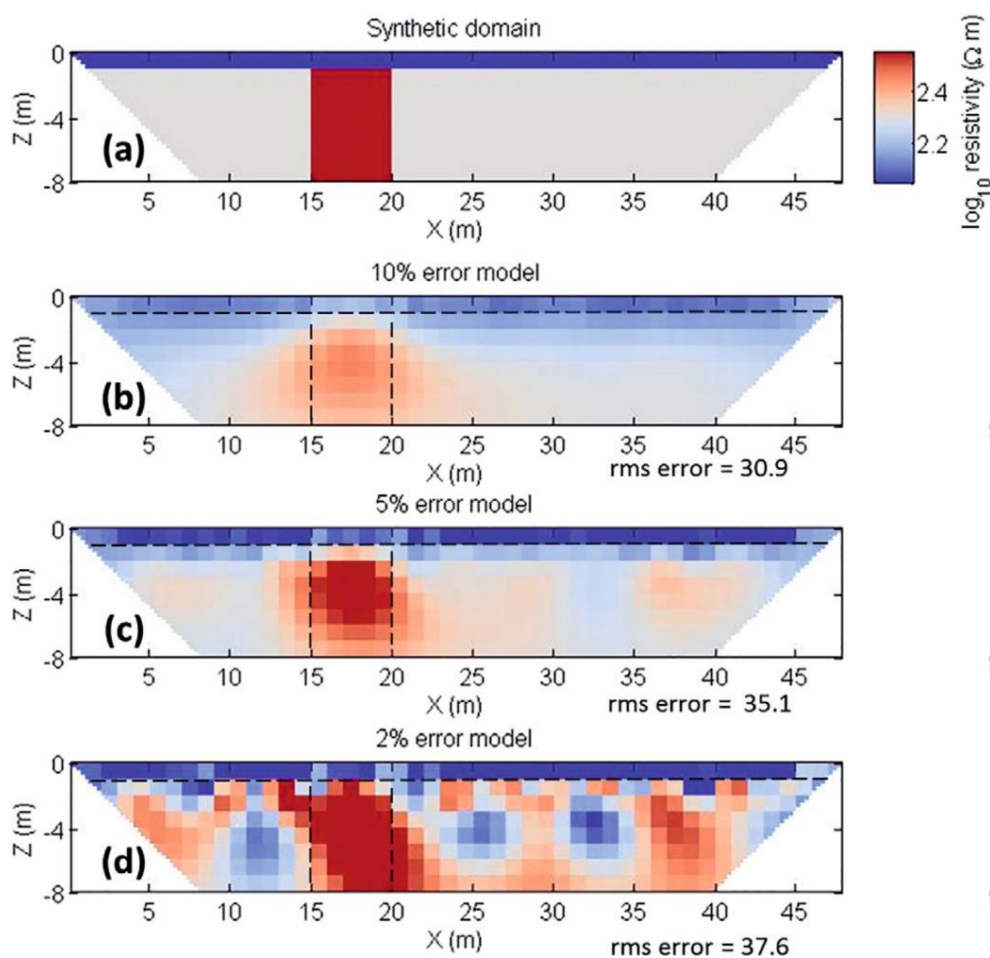 Synthetic domain
0
-4
-8
Z (m)
(a)
5 10 15 20 25 30 35 40 45
X (m)
2.4
2.2
log10 resistivity (Ω m)
10% error model
0
-4
-8
Z (m)
(b)
5 10 15 20 25 30 35 40 45
X (m)
rms error = 30.9
5% error model
0
-4
-8
Z (m)
(c)
5 10 15 20 25 30 35 40 45
X (m)
rms error = 35.1
2% error model
0
-4
-8
Z (m)
(d)
5 10 15 20 25 30 35 40 45
X (m)
rms error = 37.6